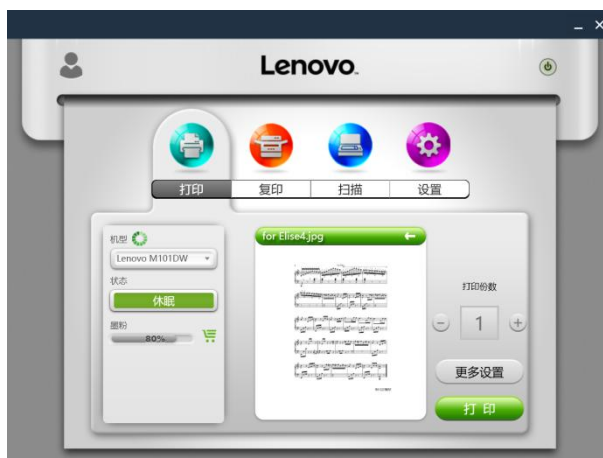 Lenovo
打印
复印
扫描
设置
机型
Lenovo M101DW
状态
休眠
墨粉
80%
for Elise4.jpg
打印份数
1
更多设置
打 印